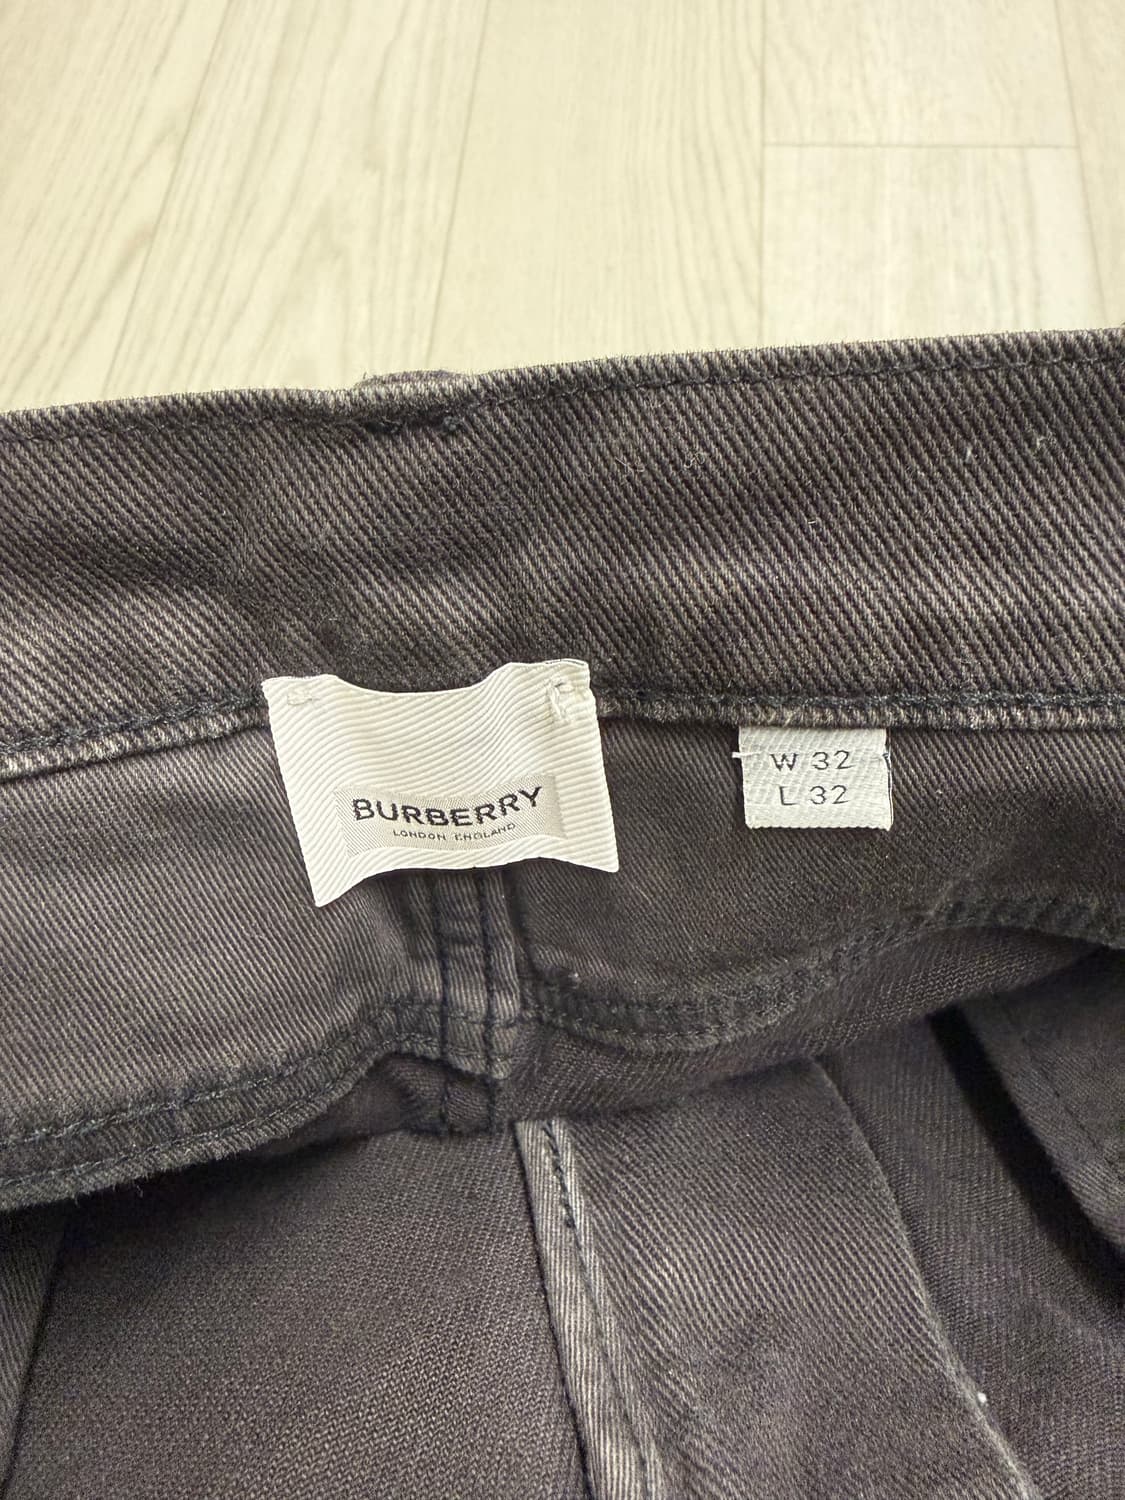 BURBERRY
LONDON ENGLAND
W 32
L 32